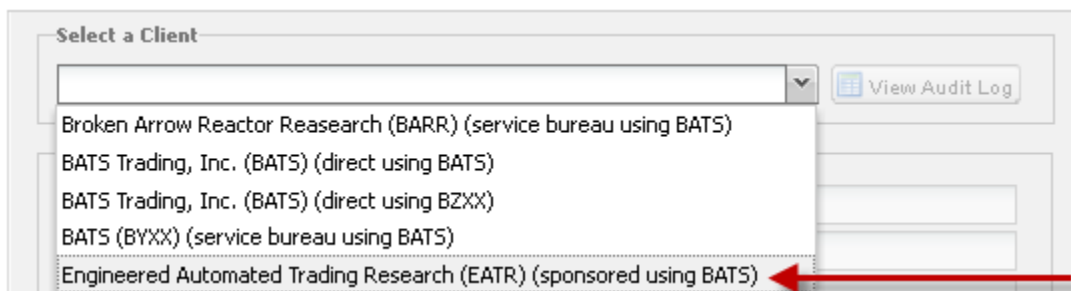 Select a Client
View Audit Log
Broken Arrow Reactor Reasearch (BARR) (service bureau using BATS)
BATS Trading, Inc. (BATS) (direct using BATS)
BATS Trading, Inc. (BATS) (direct using BZXX)
BATS (BYXX) (service bureau using BATS)
Engineered Automated Trading Research (EATR) (sponsored using BATS)